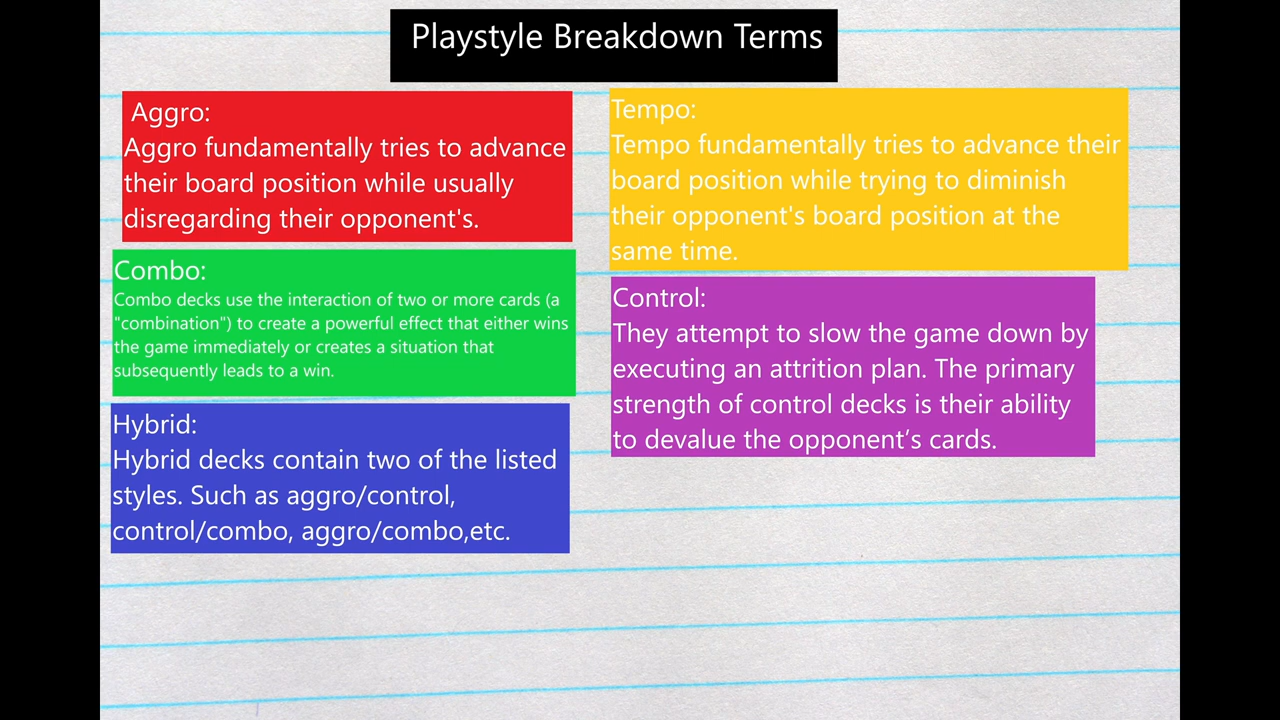 Playstyle Breakdown Terms
Aggro:
Aggro fundamentally tries to advance
their board position while usually
disregarding their opponent's.
Combo:
Combo decks use the interaction of two or more cards (a
"combination") to create a powerful effect that either wins
the game immediately or creates a situation that
subsequently leads to a win.
Hybrid:
Hybrid decks contain two of the listed
styles. Such as aggro/control,
control/combo, aggro/combo,etc.
Tempo:
Tempo fundamentally tries to advance their
board position while trying to diminish
their opponent's board position at the
same time.
Control:
They attempt to slow the game down by
executing an attrition plan. The primary
strength of control decks is their ability
to devalue the opponent’s cards.